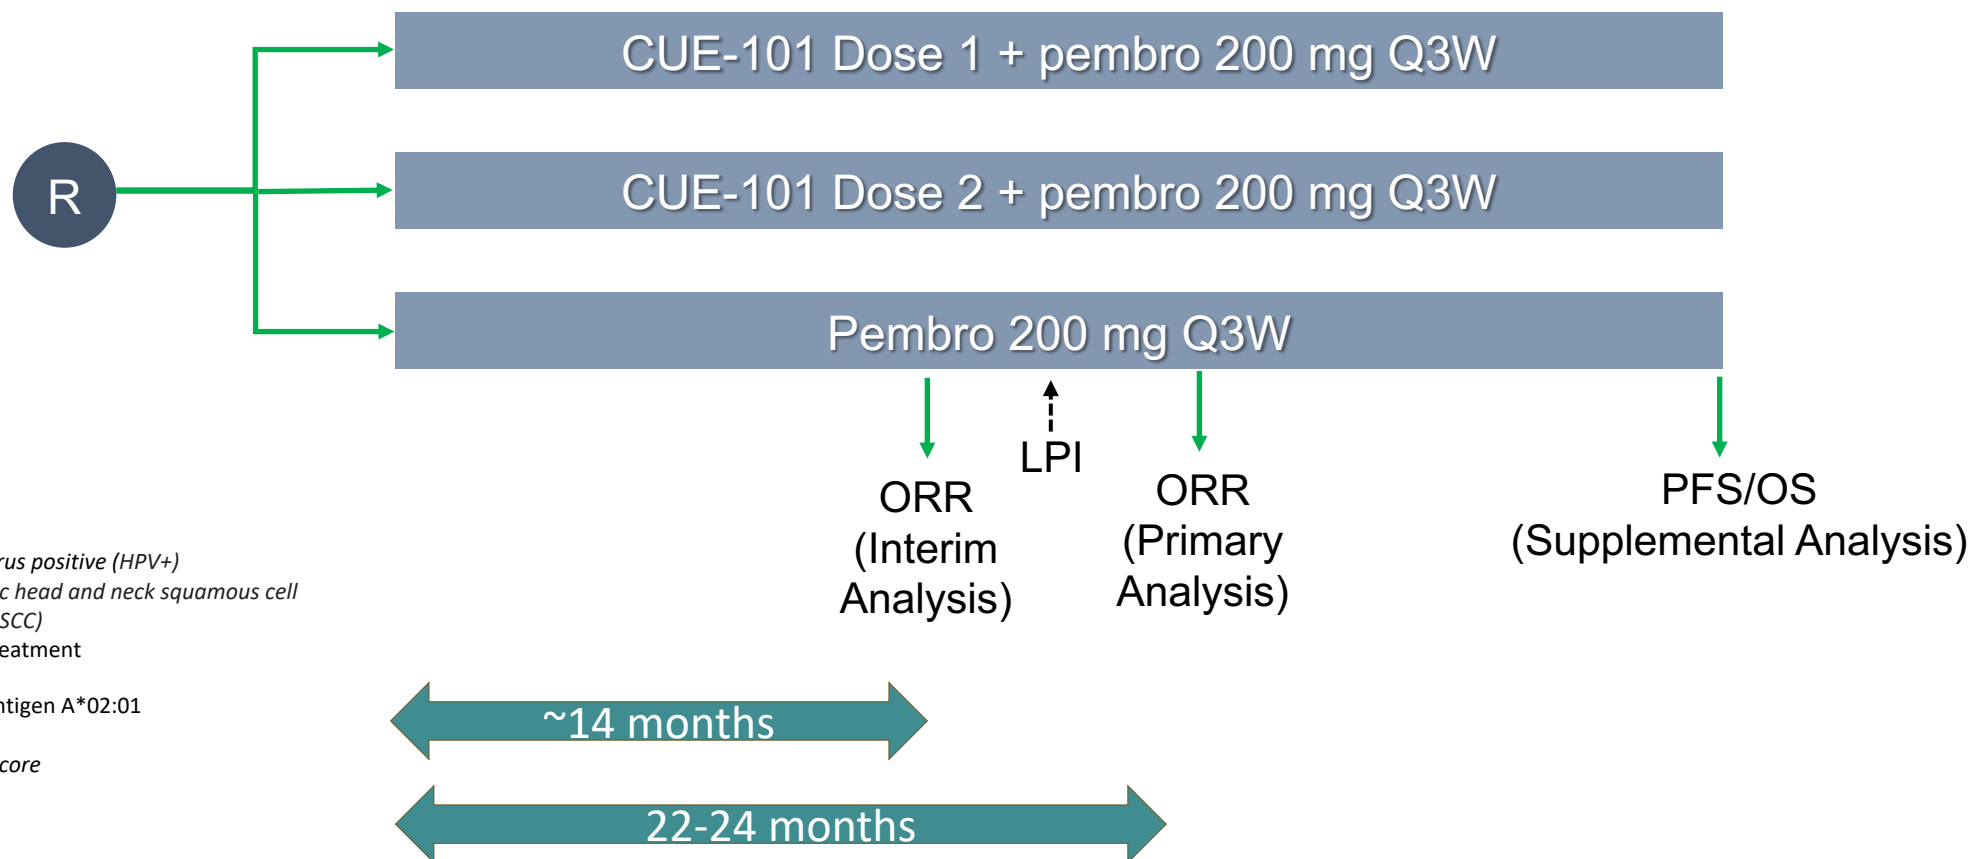 CUE-101 Dose 1 + pembro 200 mg Q3W
R
CUE-101 Dose 2 + pembro 200 mg Q3W
Pembro 200 mg Q3W
LPI
ORR
(Interim
Analysis)
ORR
(Primary
Analysis)
PFS/OS
(Supplemental Analysis)
rus positive (HPV+)
c head and neck squamous cell
SCC)
eatment
ntigen A*02:01
core
~14 months
22-24 months